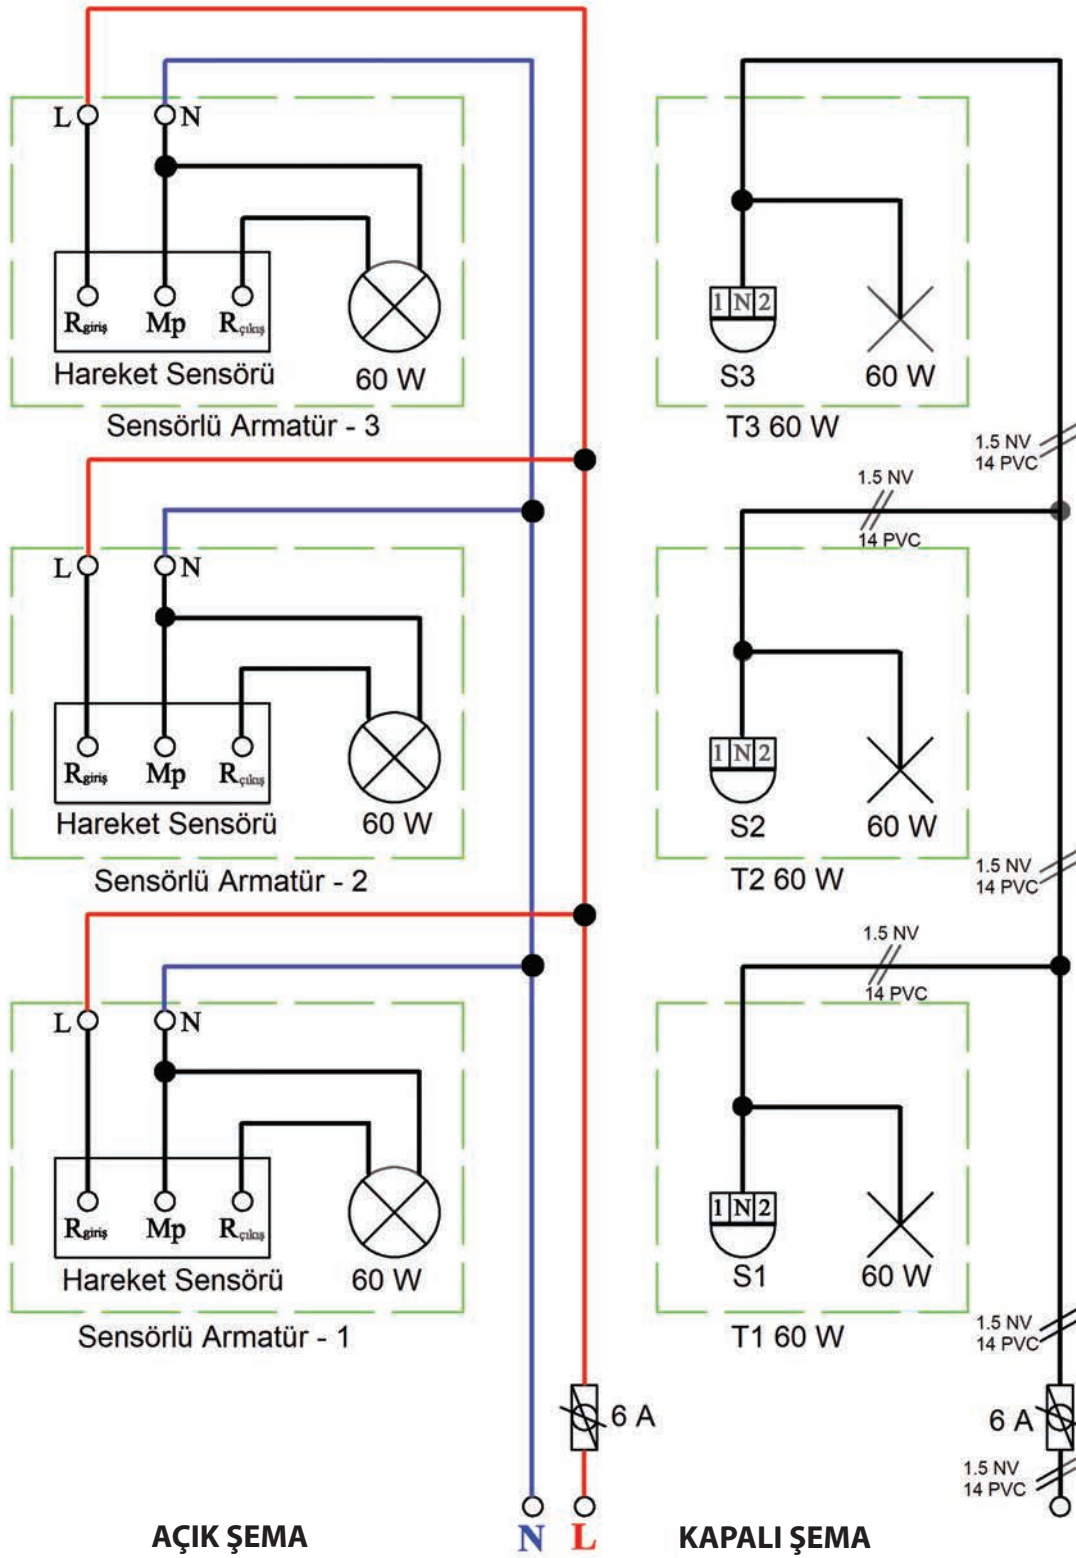 L N
Rgiriş Mp Rçıkış
Hareket Sensörü 60 W
Sensörlü Armatür - 3
L N
Rgiriş Mp Rçıkış
Hareket Sensörü 60 W
Sensörlü Armatür - 2
L N
Rgiriş Mp Rçıkış
Hareket Sensörü 60 W
Sensörlü Armatür - 1
6 A
N L
AÇIK ŞEMA
1 N 2
S3 60 W
T3 60 W
1.5 NV
14 PVC
1.5 NV
14 PVC
1 N 2
S2 60 W
T2 60 W
1.5 NV
14 PVC
1.5 NV
14 PVC
1 N 2
S1 60 W
T1 60 W
1.5 NV
14 PVC
6 A
1.5 NV
14 PVC
KAPALI ŞEMA